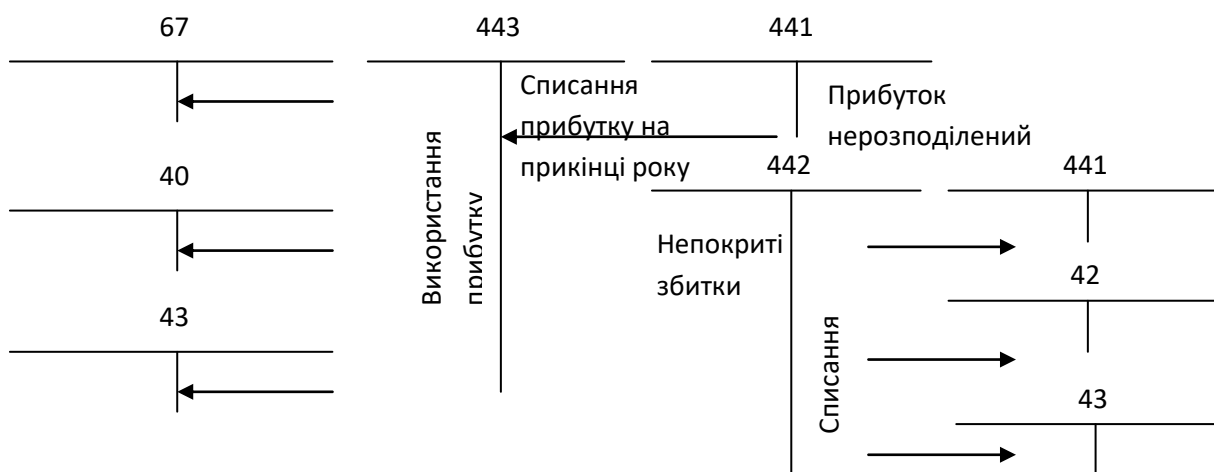 67
443
441
Списання
прибутку на
прикінці року
Прибуток
нерозподілений
Використання
прибутку
40
442
441
Непокриті
збитки
43
42
Списання
43